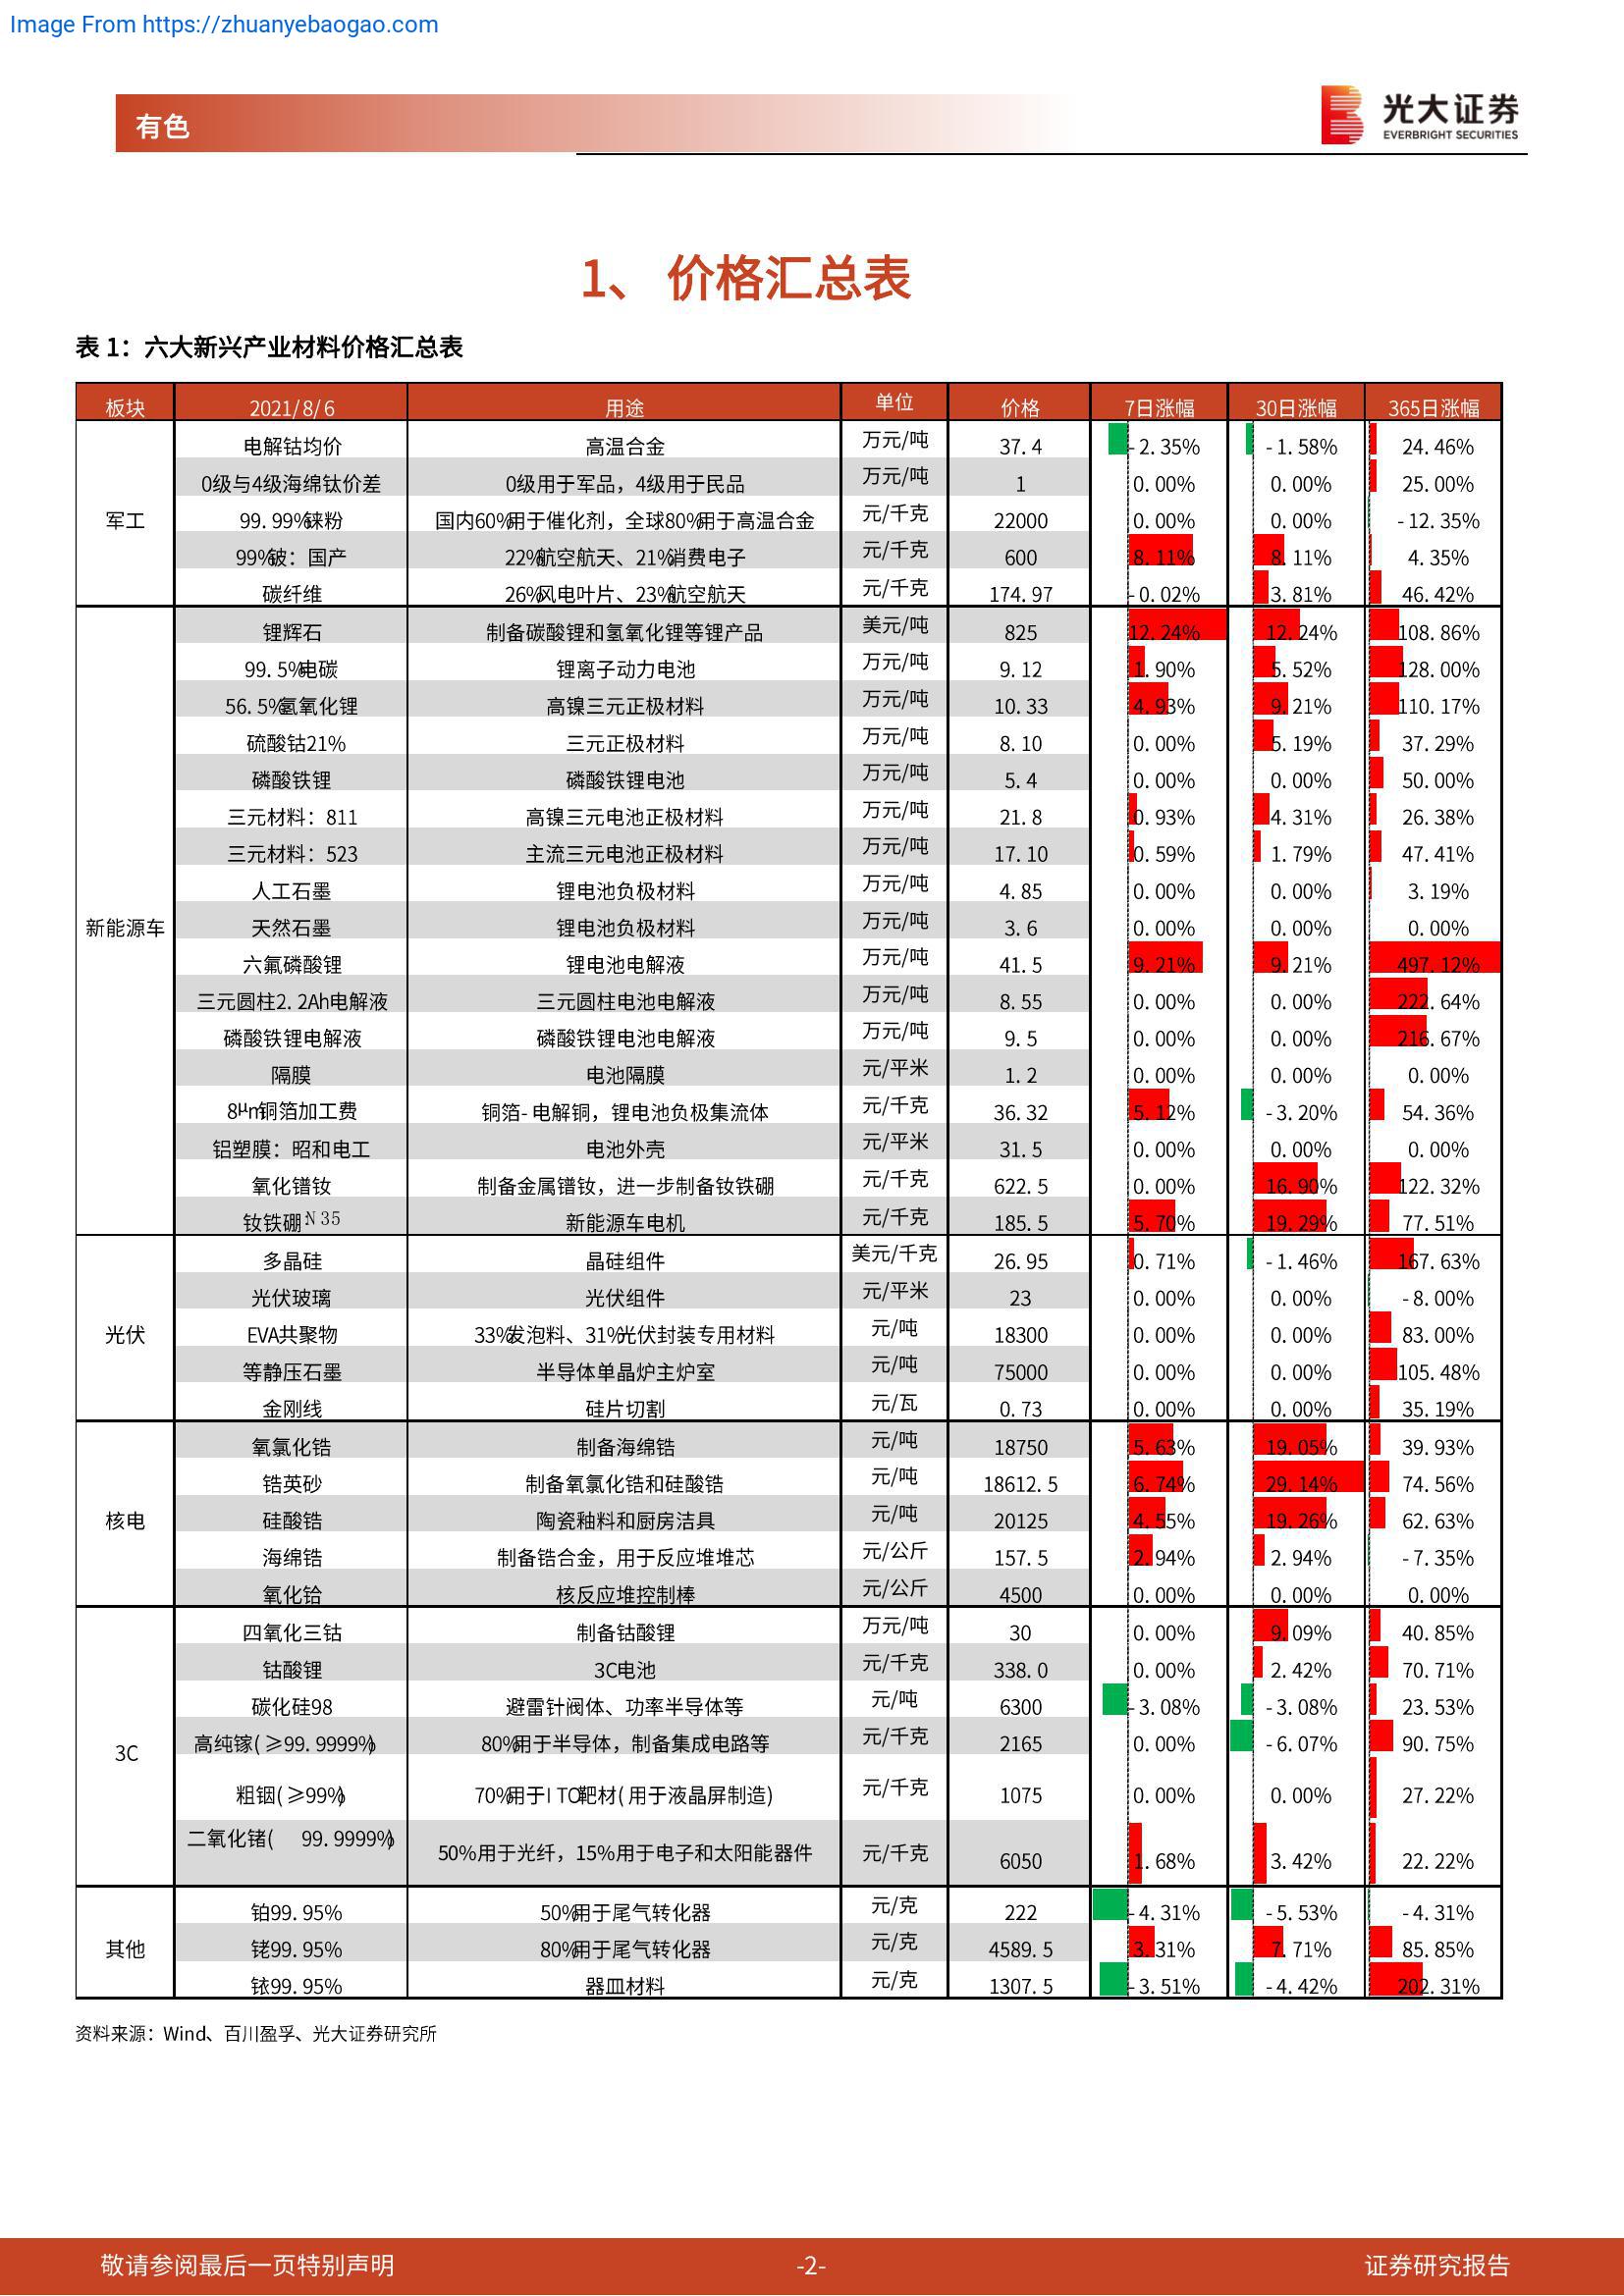 Image From https://zhuanyebaogao.com
有色
光大证券
EVERBRIGHT SECURITIES
1、 价格汇总表
表 1：六大新兴产业材料价格汇总表
板块 2021/8/6 用途 单位 价格 7日涨幅 30日涨幅 365日涨幅
军工
电解钴均价 高温合金 万元/吨 37.4 -2.35% -1.58% 24.46%
0级与4级海绵钛价差 0级用于军品，4级用于民品 万元/吨 1 0.00% 0.00% 25.00%
99.99%铼粉 国内60%用于催化剂，全球80%用于高温合金 元/千克 22000 0.00% 0.00% -12.35%
99%铍：国产 22%航空航天、21%消费电子 元/千克 600 8.11% 8.11% 4.35%
碳纤维 26%风电叶片、23%航空航天 元/千克 174.97 -0.02% 3.81% 46.42%
新能源车
锂辉石 制备碳酸锂和氢氧化锂等锂产品 美元/吨 825 12.24% 12.24% 108.86%
99.5%电碳 锂离子动力电池 万元/吨 9.12 1.90% 5.52% 128.00%
56.5%氢氧化锂 高镍三元正极材料 万元/吨 10.33 4.93% 9.21% 110.17%
硫酸钴21% 三元正极材料 万元/吨 8.10 0.00% 5.19% 37.29%
磷酸铁锂 磷酸铁锂电池 万元/吨 5.4 0.00% 0.00% 50.00%
三元材料：811 高镍三元电池正极材料 万元/吨 21.8 0.93% 4.31% 26.38%
三元材料：523 主流三元电池正极材料 万元/吨 17.10 0.59% 1.79% 47.41%
人工石墨 锂电池负极材料 万元/吨 4.85 0.00% 0.00% 3.19%
天然石墨 锂电池负极材料 万元/吨 3.6 0.00% 0.00% 0.00%
六氟磷酸锂 锂电池电解液 万元/吨 41.5 9.21% 9.21% 497.12%
三元圆柱2.2Ah电解液 三元圆柱电池电解液 万元/吨 8.55 0.00% 0.00% 222.64%
磷酸铁锂电解液 磷酸铁锂电池电解液 万元/吨 9.5 0.00% 0.00% 216.67%
隔膜 电池隔膜 元/平米 1.2 0.00% 0.00% 0.00%
8μm铜箔加工费 铜箔-电解铜，锂电池负极集流体 元/千克 36.32 5.12% -3.20% 54.36%
铝塑膜：昭和电工 电池外壳 元/平米 31.5 0.00% 0.00% 0.00%
氧化镨钕 制备金属镨钕，进一步制备钕铁硼 元/千克 622.5 0.00% 16.90% 122.32%
钕铁硼N35 新能源车电机 元/千克 185.5 5.70% 19.29% 77.51%
光伏
多晶硅 晶硅组件 美元/千克 26.95 0.71% -1.46% 167.63%
光伏玻璃 光伏组件 元/平米 23 0.00% 0.00% -8.00%
EVA共聚物 33%发泡料、31%光伏封装专用材料 元/吨 18300 0.00% 0.00% 83.00%
等静压石墨 半导体单晶炉主炉室 元/吨 75000 0.00% 0.00% 105.48%
金刚线 硅片切割 元/瓦 0.73 0.00% 0.00% 35.19%
核电
氧氯化锆 制备海绵锆 元/吨 18750 5.63% 19.05% 39.93%
锆英砂 制备氧氯化锆和硅酸锆 元/吨 18612.5 6.74% 29.14% 74.56%
硅酸锆 陶瓷釉料和厨房洁具 元/吨 20125 4.55% 19.26% 62.63%
海绵锆 制备锆合金，用于反应堆堆芯 元/公斤 157.5 2.94% 2.94% -7.35%
氧化铪 核反应堆控制棒 元/公斤 4500 0.00% 0.00% 0.00%
3C
四氧化三钴 制备钴酸锂 万元/吨 30 0.00% 9.09% 40.85%
钴酸锂 3C电池 元/千克 338.0 0.00% 2.42% 70.71%
碳化硅98 避雷针阀体、功率半导体等 元/吨 6300 -3.08% -3.08% 23.53%
高纯镓(≥99.9999%) 80%用于半导体，制备集成电路等 元/千克 2165 0.00% -6.07% 90.75%
粗铟(≥99%) 70%用于ITO靶材(用于液晶屏制造) 元/千克 1075 0.00% 0.00% 27.22%
二氧化锗( 99.9999%) 50%用于光纤，15%用于电子和太阳能器件 元/千克 6050 1.68% 3.42% 22.22%
其他
铂99.95% 50%用于尾气转化器 元/克 222 -4.31% -5.53% -4.31%
铑99.95% 80%用于尾气转化器 元/克 4589.5 3.31% 7.71% 85.85%
铱99.95% 器皿材料 元/克 1307.5 -3.51% -4.42% 202.31%
资料来源：Wind、百川盈孚、光大证券研究所
敬请参阅最后一页特别声明 -2- 证券研究报告